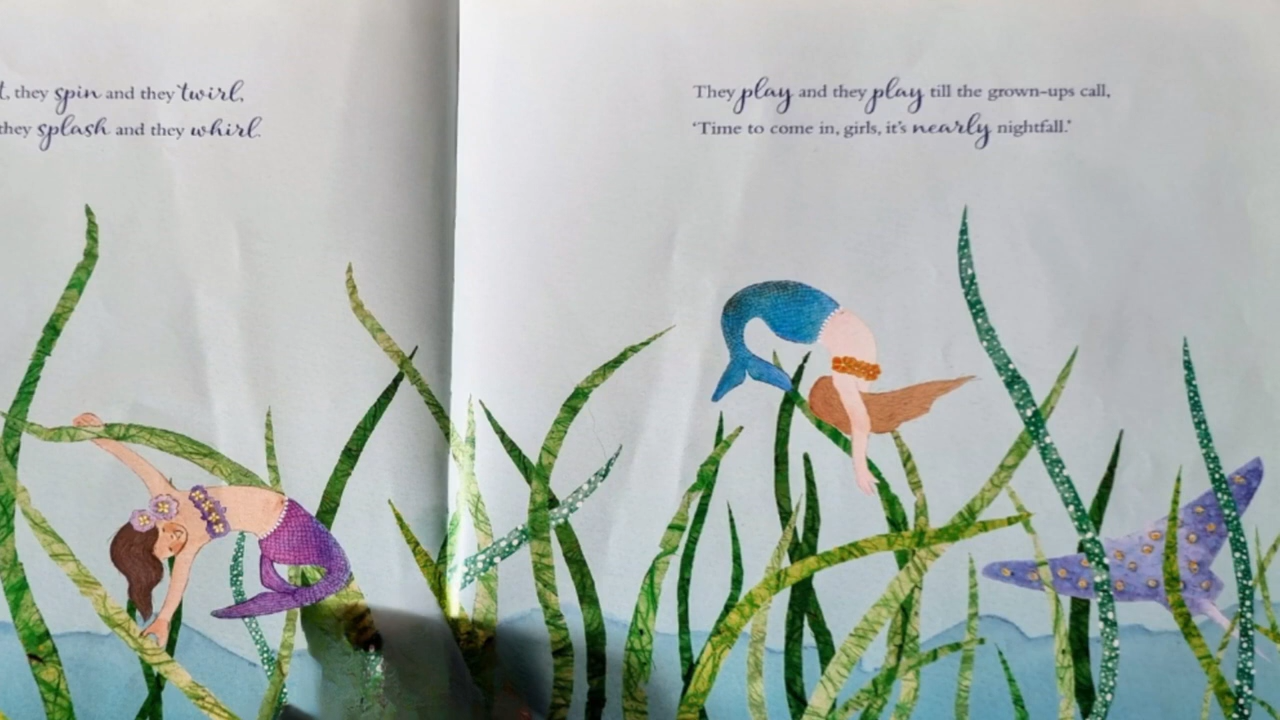 they spin and they twirl,
they splash and they whirl.
They play and they play till the grown-ups call,
‘Time to come in, girls, it’s nearly nightfall.’